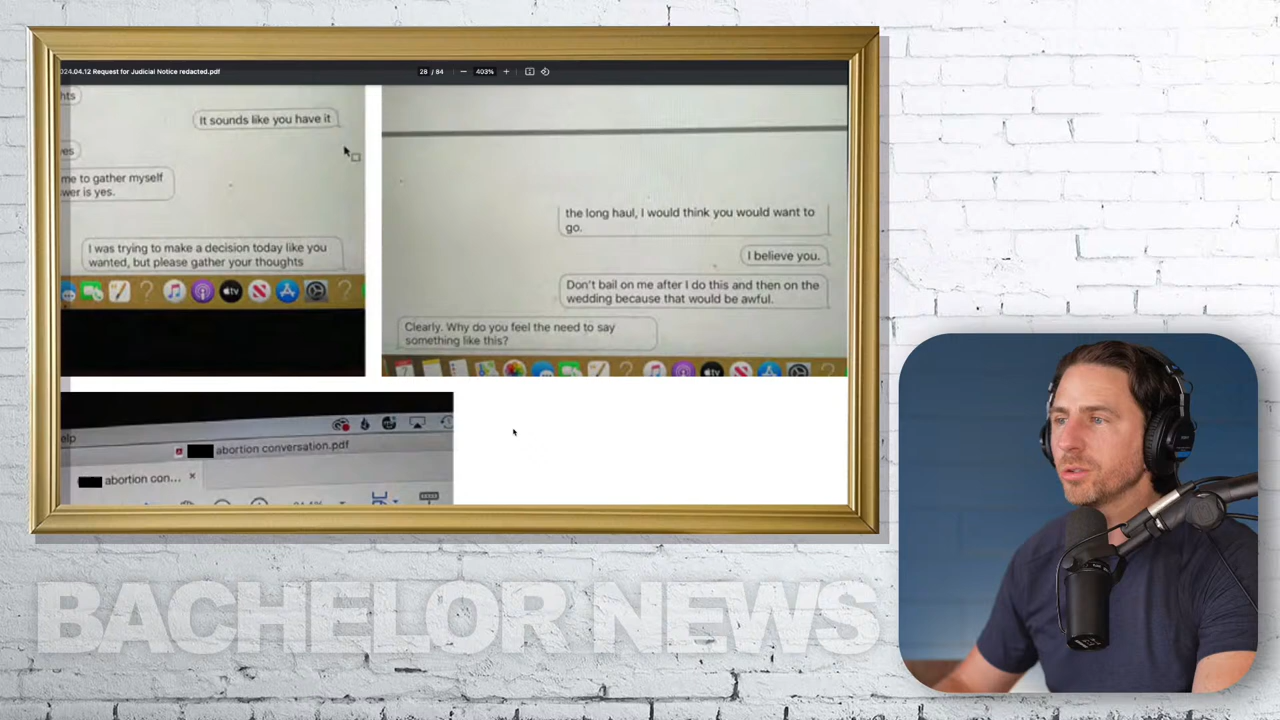 024.04.12 Request for Judicial Notice redacted.pdf
28 / 84
403%
hts
It sounds like you have it
es
me to gather myself
wer is yes.
I was trying to make a decision today like you
wanted, but please gather your thoughts
tv
the long haul, I would think you would want to
go.
I believe you.
Don't bail on me after I do this and then on the
wedding because that would be awful.
Clearly. Why do you feel the need to say
something like this?
elp
abortion conversation.pdf
abortion con...
BACHELOR NEWS